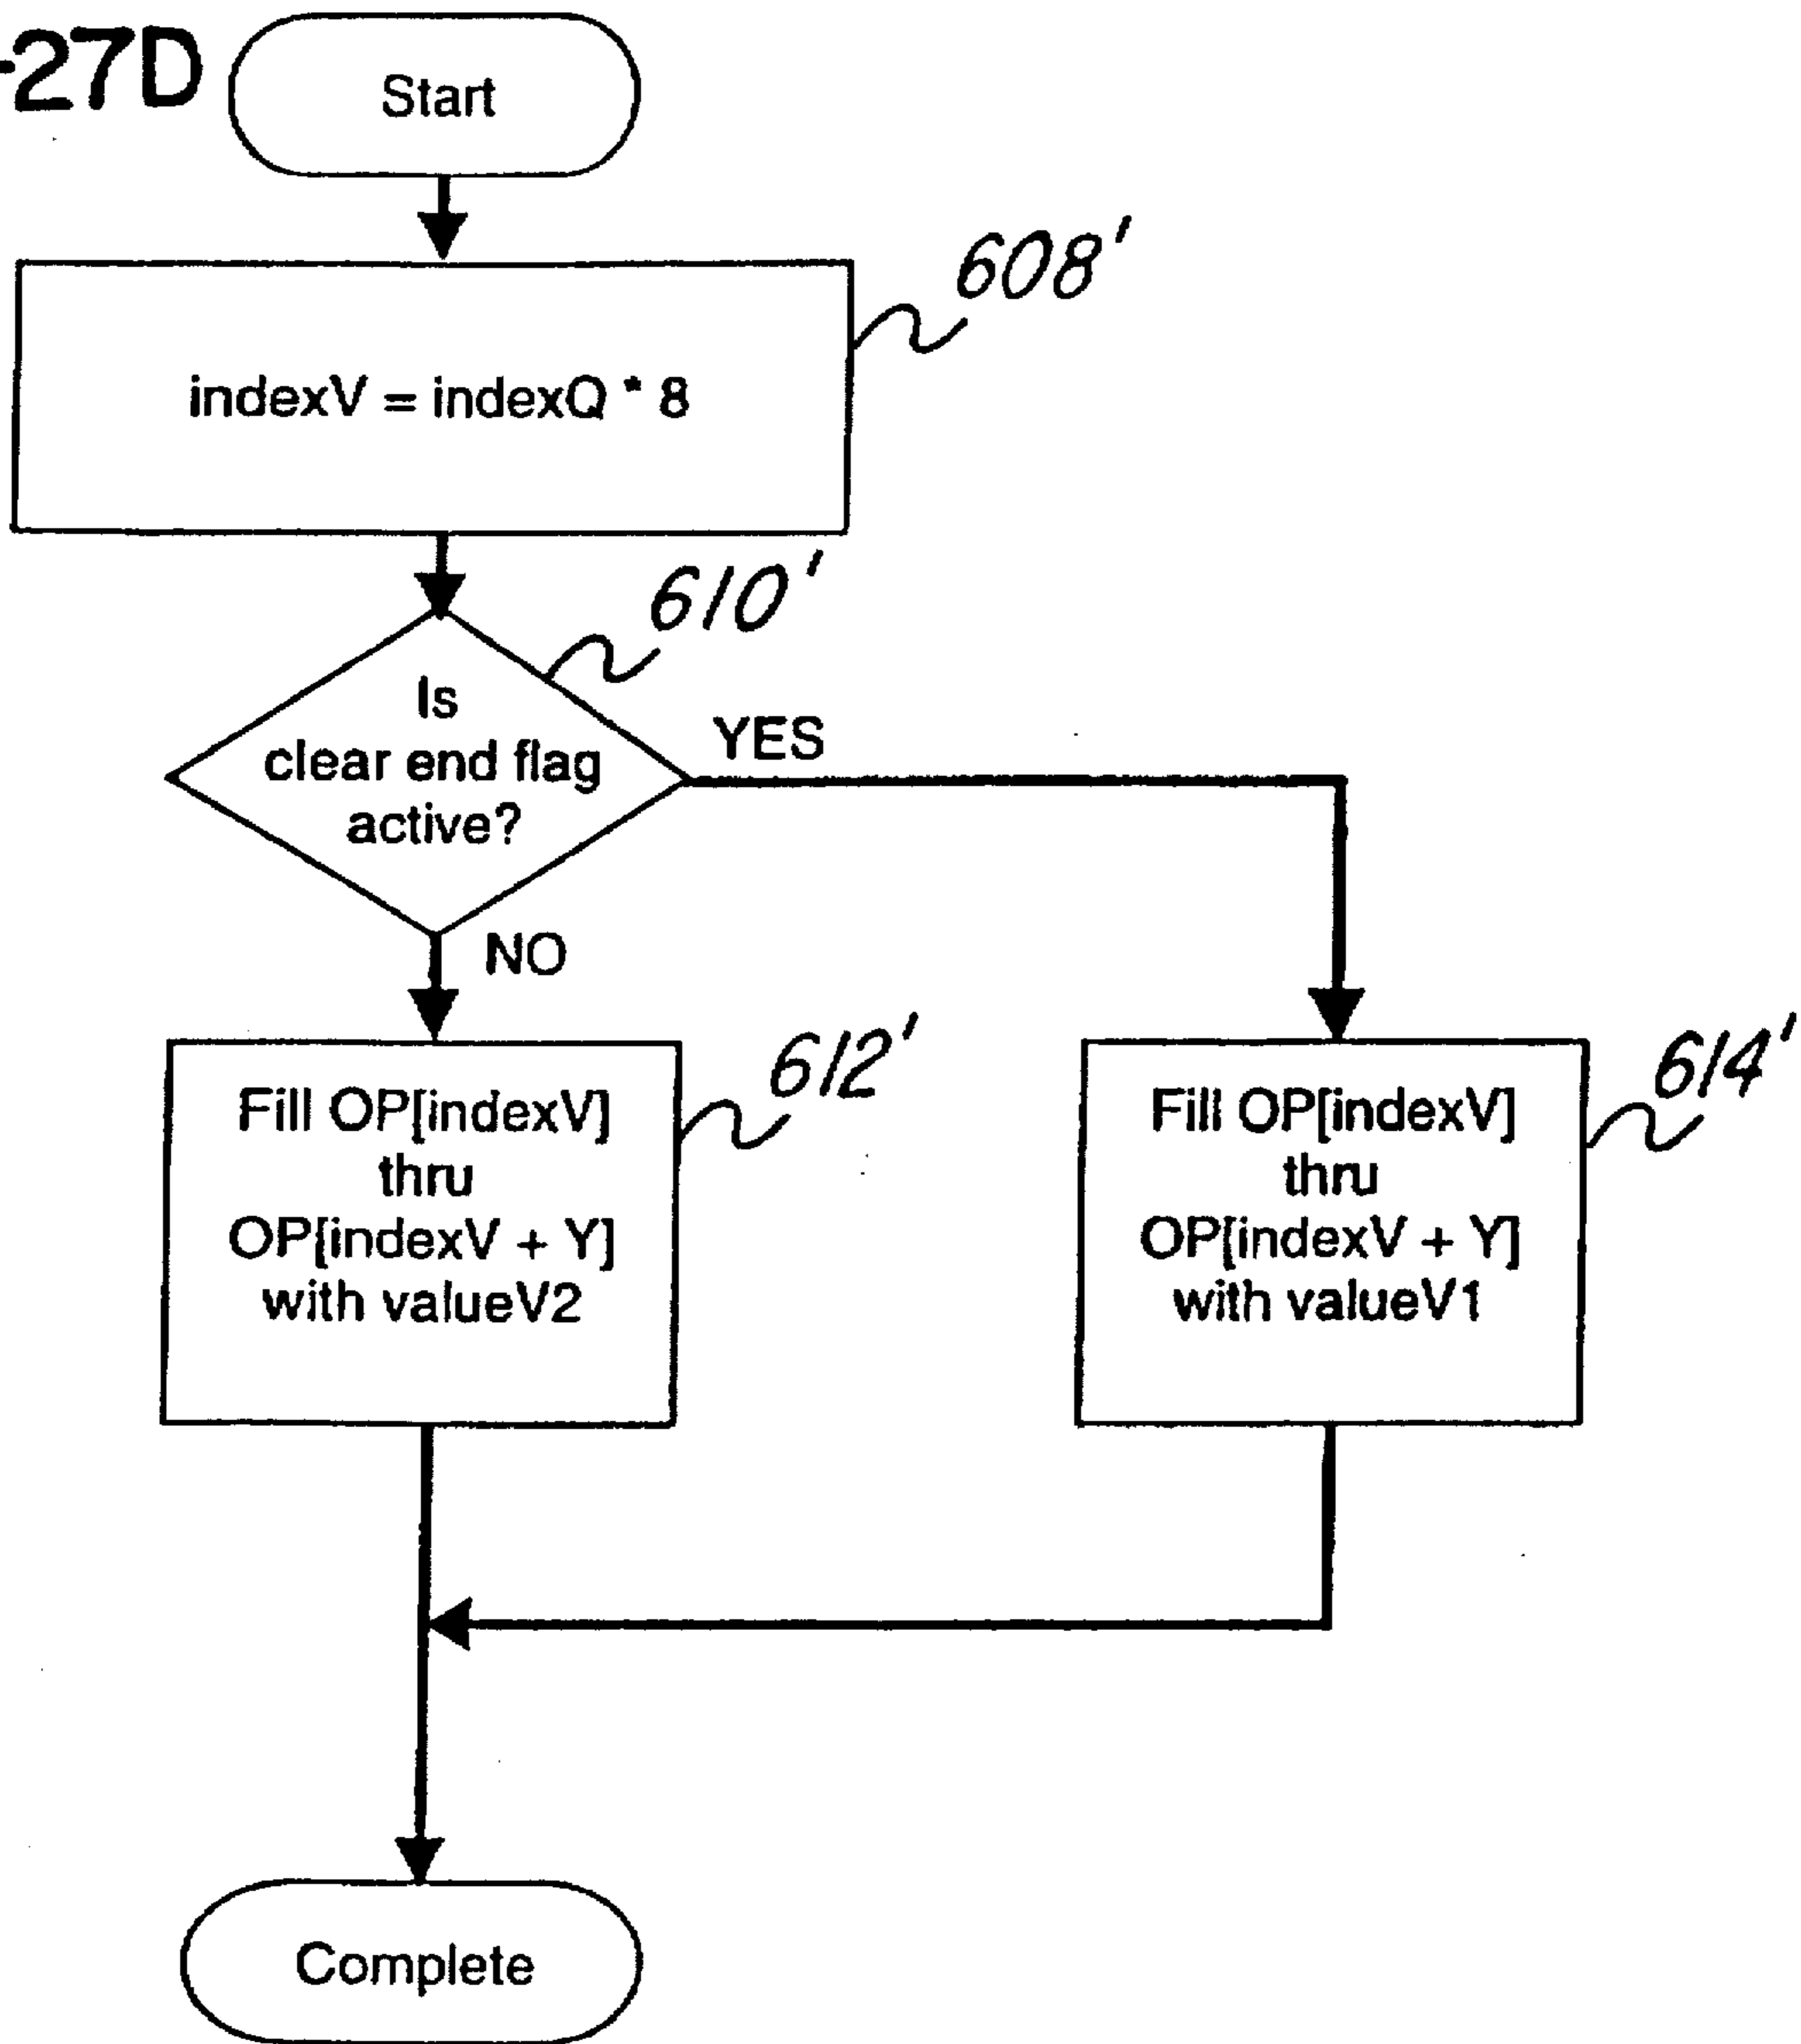 -27D
Start
608'
indexV = indexQ * 8
610'
Is
clear end flag
active?
YES
NO
612'
Fill OP[indexV]
thru
OP[indexV + Y]
with valueV2
614'
Fill OP[indexV]
thru
OP[indexV + Y]
with valueV1
Complete